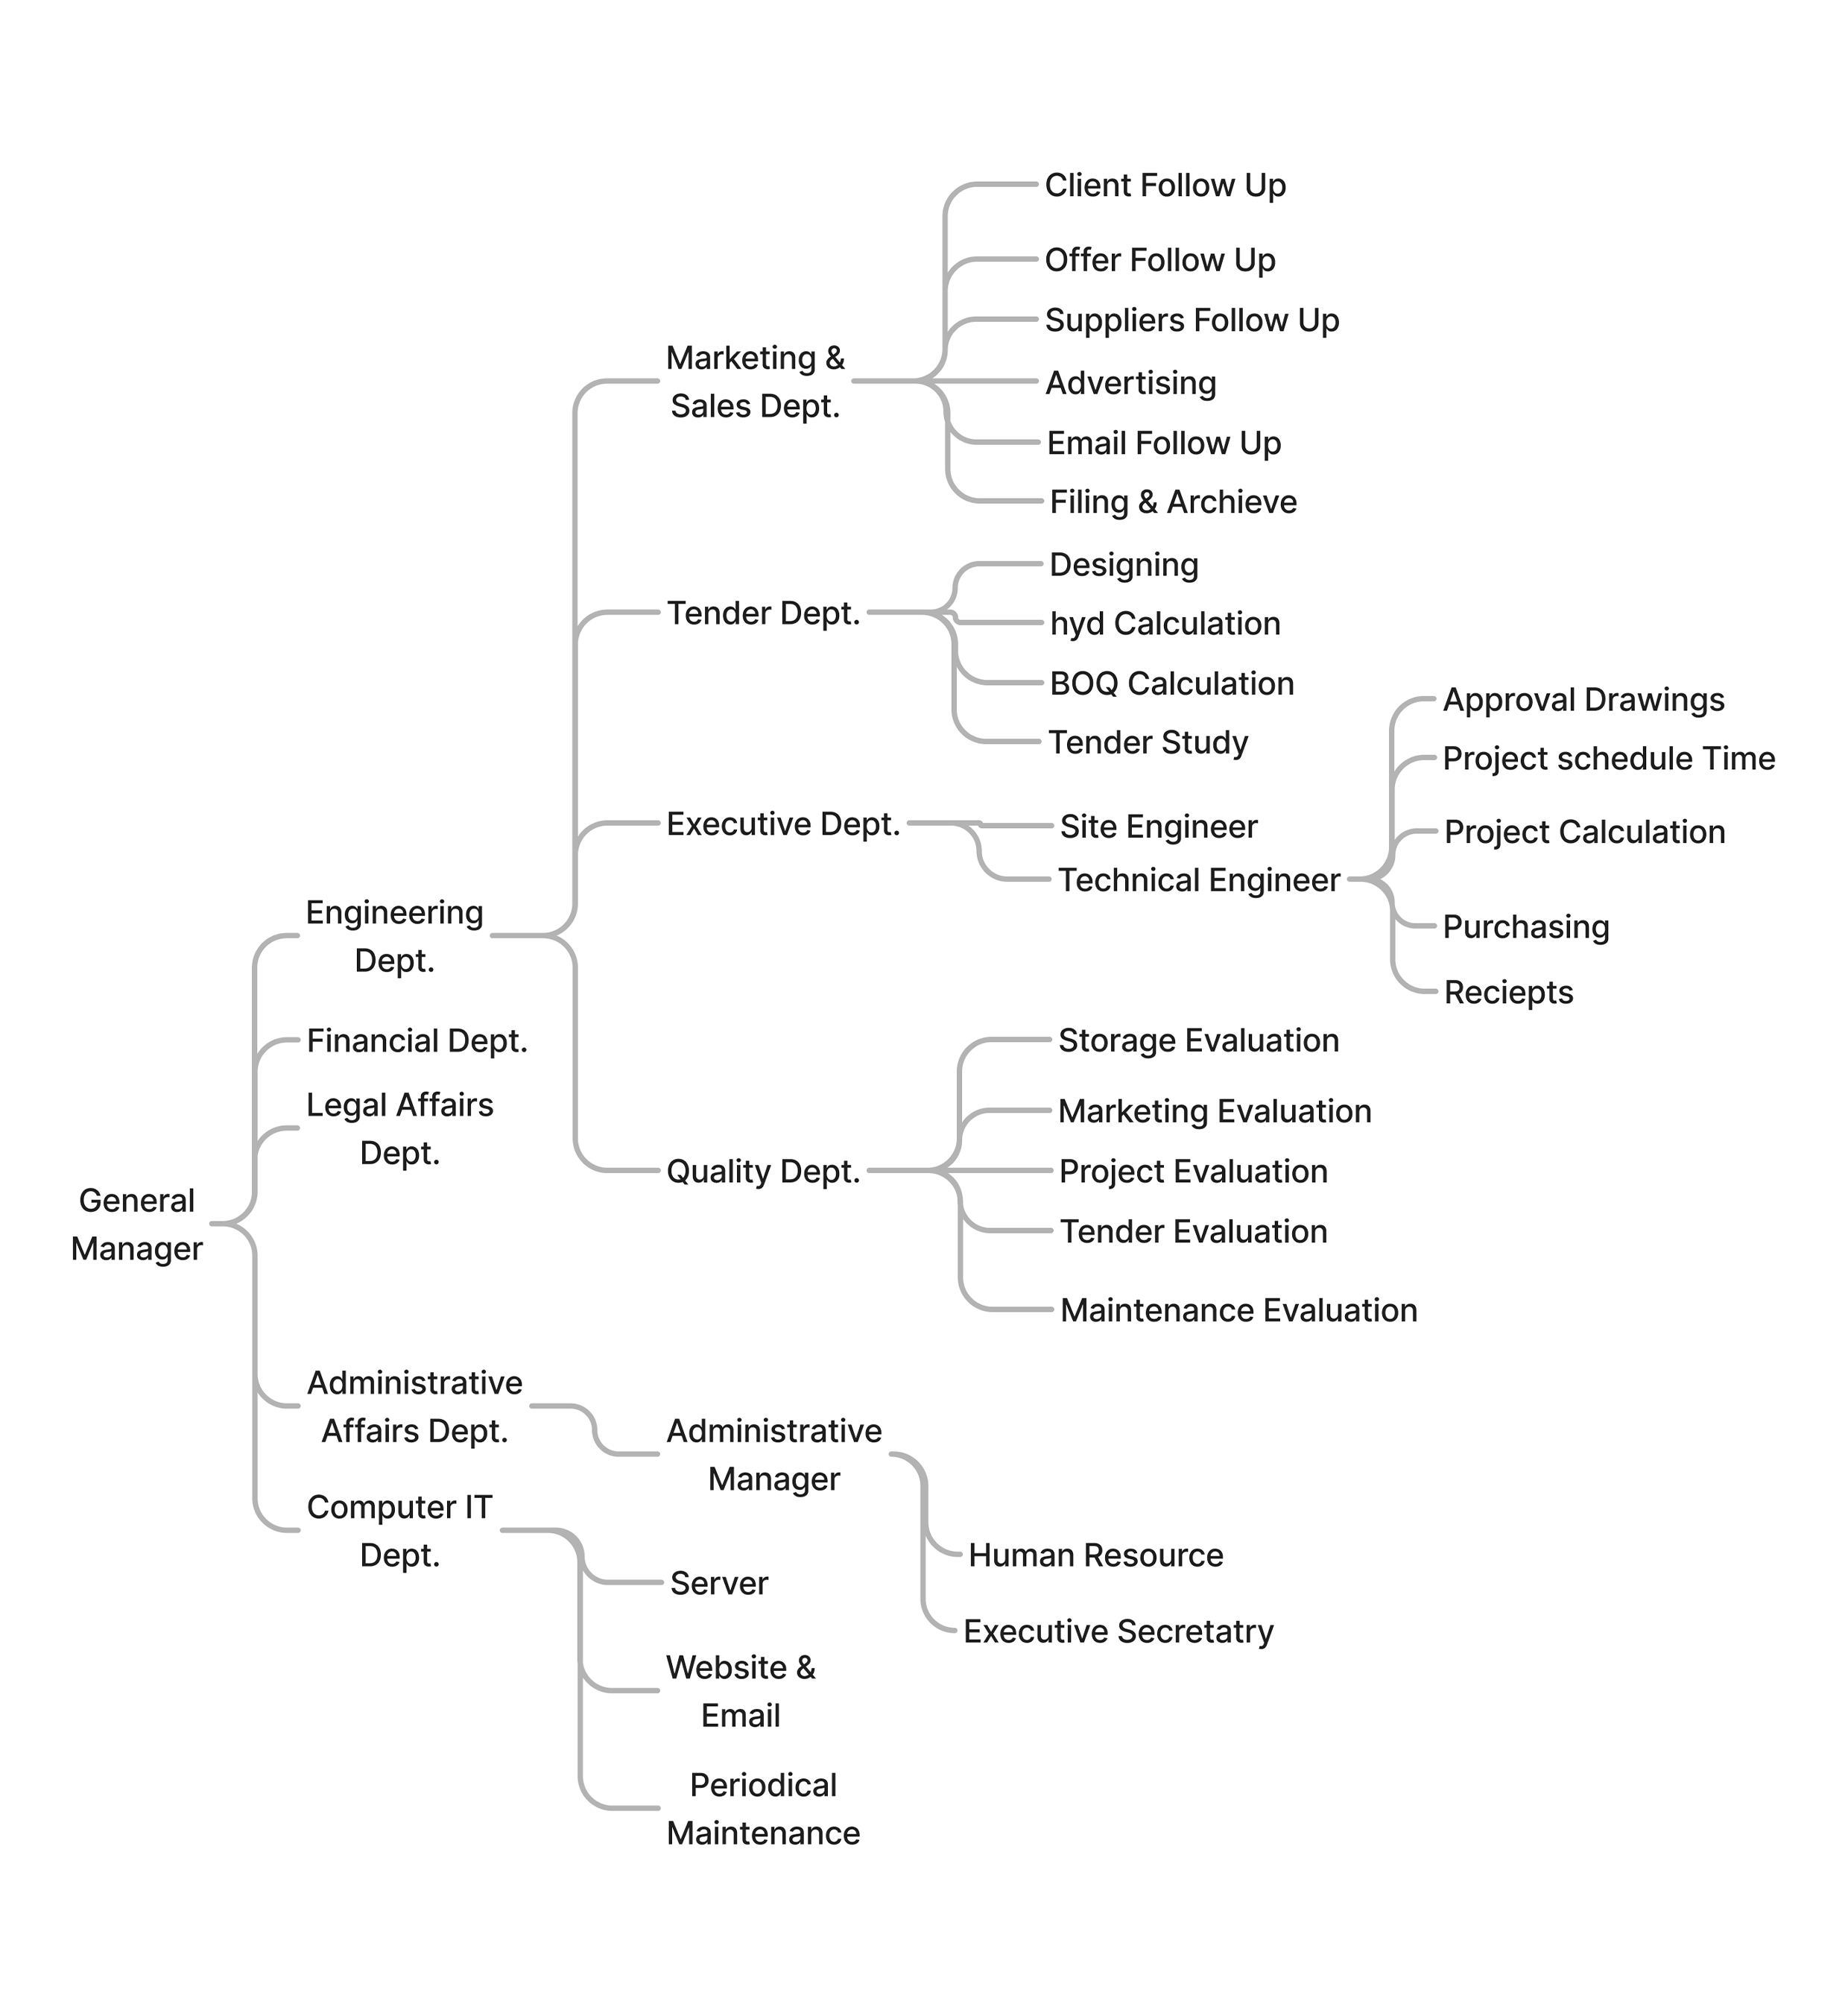 General
Manager
Engineering
Dept.
Marketing &
Sales Dept.
Client Follow Up
Offer Follow Up
Suppliers Follow Up
Advertising
Email Follow Up
Filing & Archieve
Tender Dept.
Designing
hyd Calculation
BOQ Calculation
Tender Study
Executive Dept.
Site Engineer
Technical Engineer
Approval Drawings
Project schedule Time
Project Calculation
Purchasing
Reciepts
Quality Dept.
Storage Evaluation
Marketing Evaluation
Project Evaluation
Tender Evaluation
Maintenance Evaluation
Financial Dept.
Legal Affairs
Dept.
Administrative
Affairs Dept.
Administrative
Manager
Human Resource
Executive Secretatry
Computer IT
Dept.
Server
Website &
Email
Periodical
Maintenance